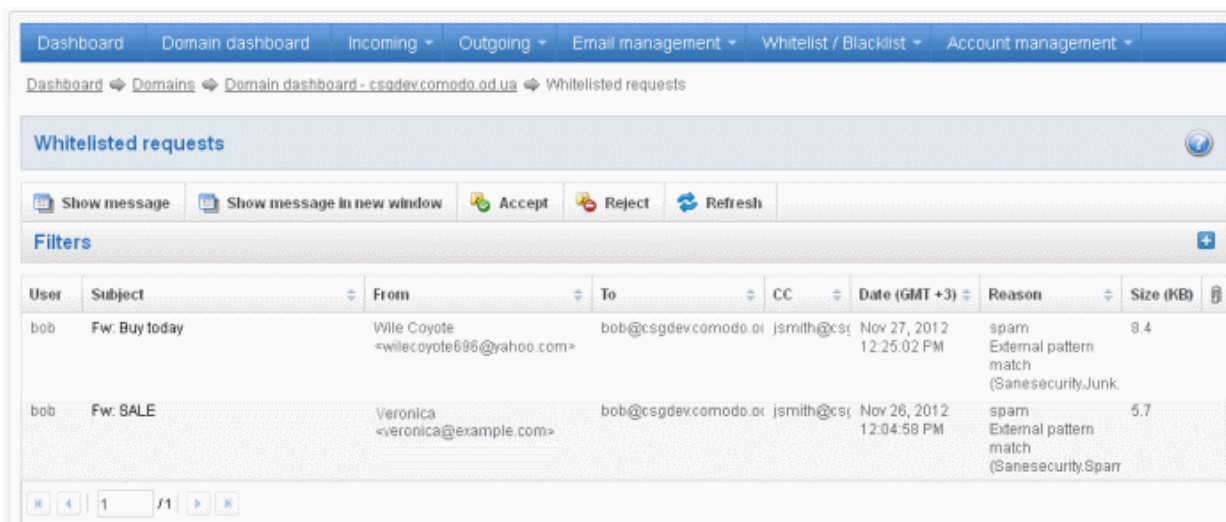 Dashboard Domain dashboard Incoming Outgoing Email management Whitelist / Blacklist Account management
Dashboard Domains Domain dashboard - csgdev.comodo.od.ua Whitelisted requests
Whitelisted requests
Show message Show message in new window Accept Reject Refresh
Filters
User Subject From To CC Date (GMT +3) Reason Size (KB)
bob Fw: Buy today Wile Coyote bob@csgdev.comodo.o jsmith@cs Nov 27, 2012 spam 8.4
<wilecoyote696@yahoo.com> 12:25:02 PM External pattern
match
(Sanesecurity.Junk.
bob Fw: SALE Veronica bob@csgdev.comodo.o jsmith@cs Nov 26, 2012 spam 5.7
<veronica@example.com> 12:04:58 PM External pattern
match
(Sanesecurity.Spam
1 /1